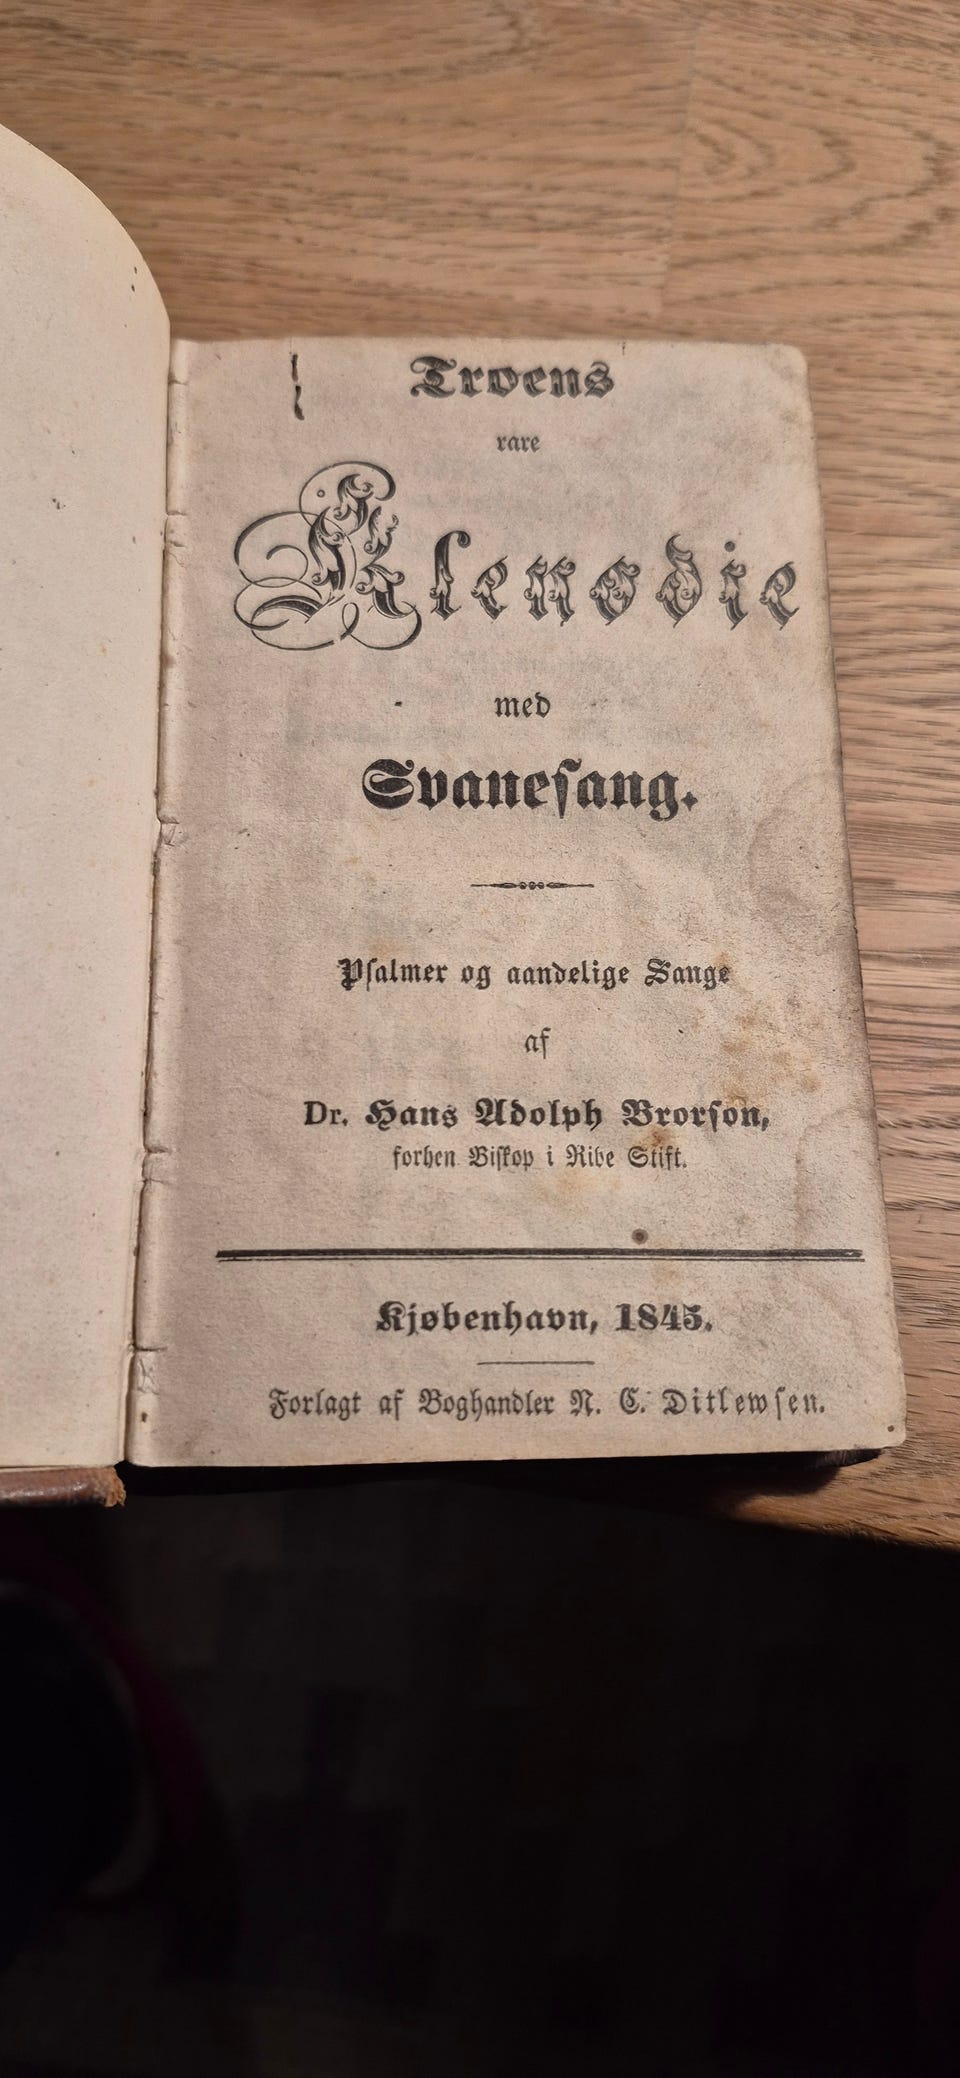 Troens
rare
Klenodie
med
Svaneſang.
Pſalmer og aandelige Sange
af
Dr. Hans Adolph Brorſon,
forhen Biſkop i Ribe Stift.
Kjøbenhavn, 1845.
Forlagt af Boghandler N. C. Ditlewſen.